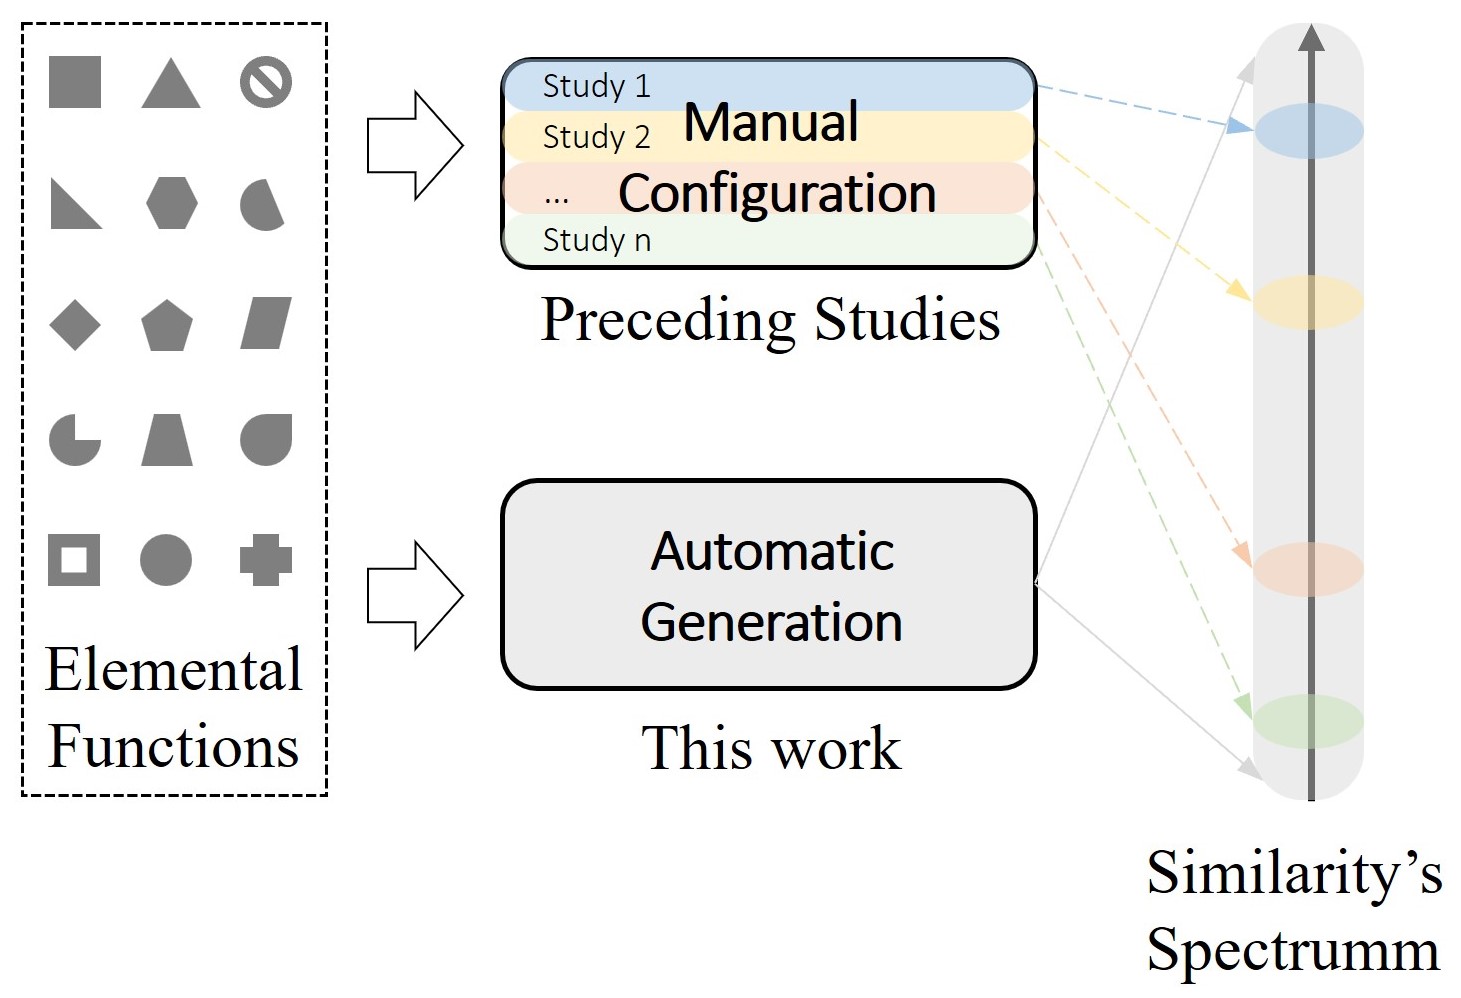 Elemental
Functions
Study 1
Study 2
...
Study n
Manual
Configuration
Preceding Studies
Automatic
Generation
This work
Similarity’s
Spectrumm